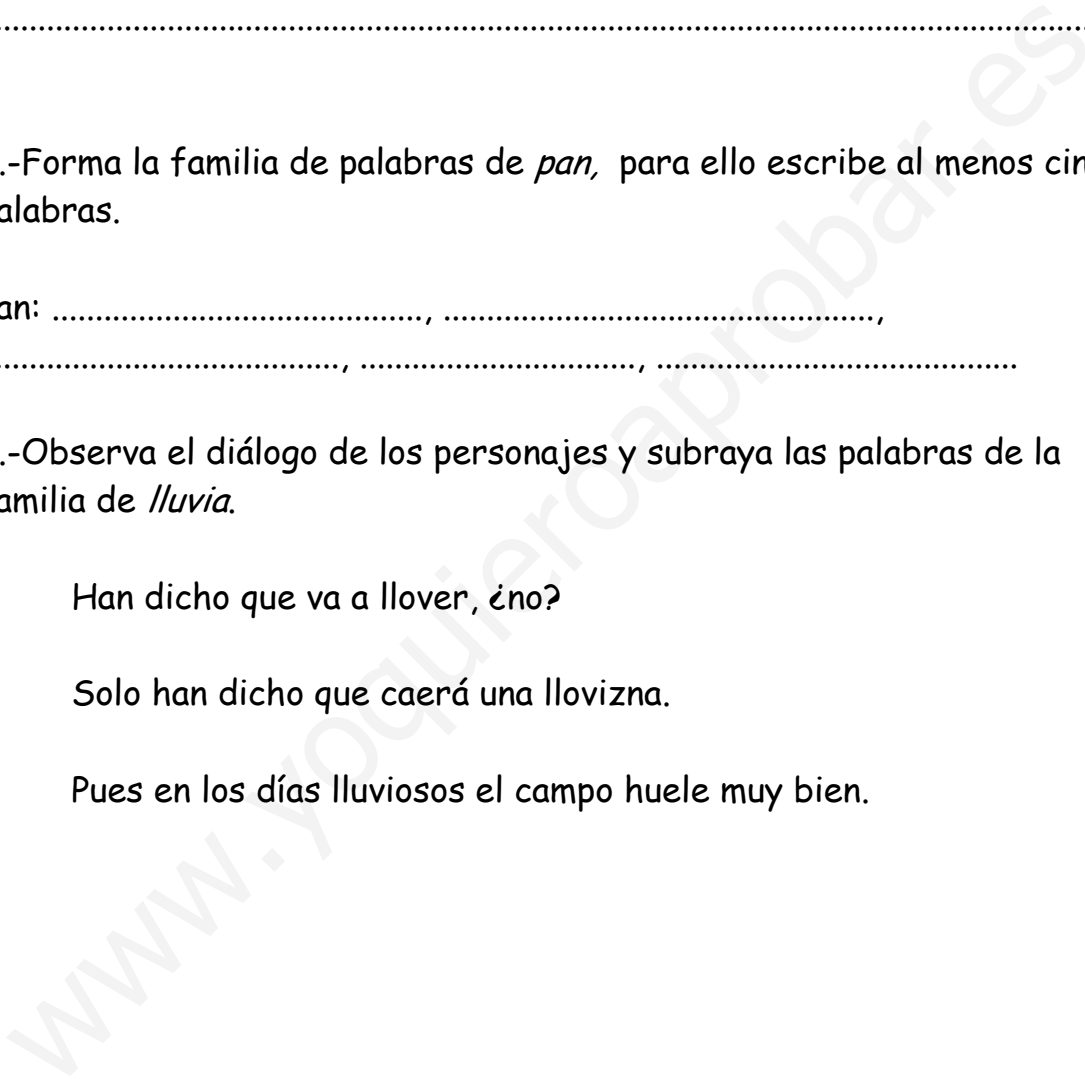 ....................................................................................................
.-Forma la familia de palabras de pan, para ello escribe al menos cin
alabras.
an: ..........................................., ..................................................,
........................................, ................................, ..........................................
.-Observa el diálogo de los personajes y subraya las palabras de la
amilia de lluvia.
Han dicho que va a llover, ¿no?
Solo han dicho que caerá una llovizna.
Pues en los días lluviosos el campo huele muy bien.
www.yoquieroaprobar.es